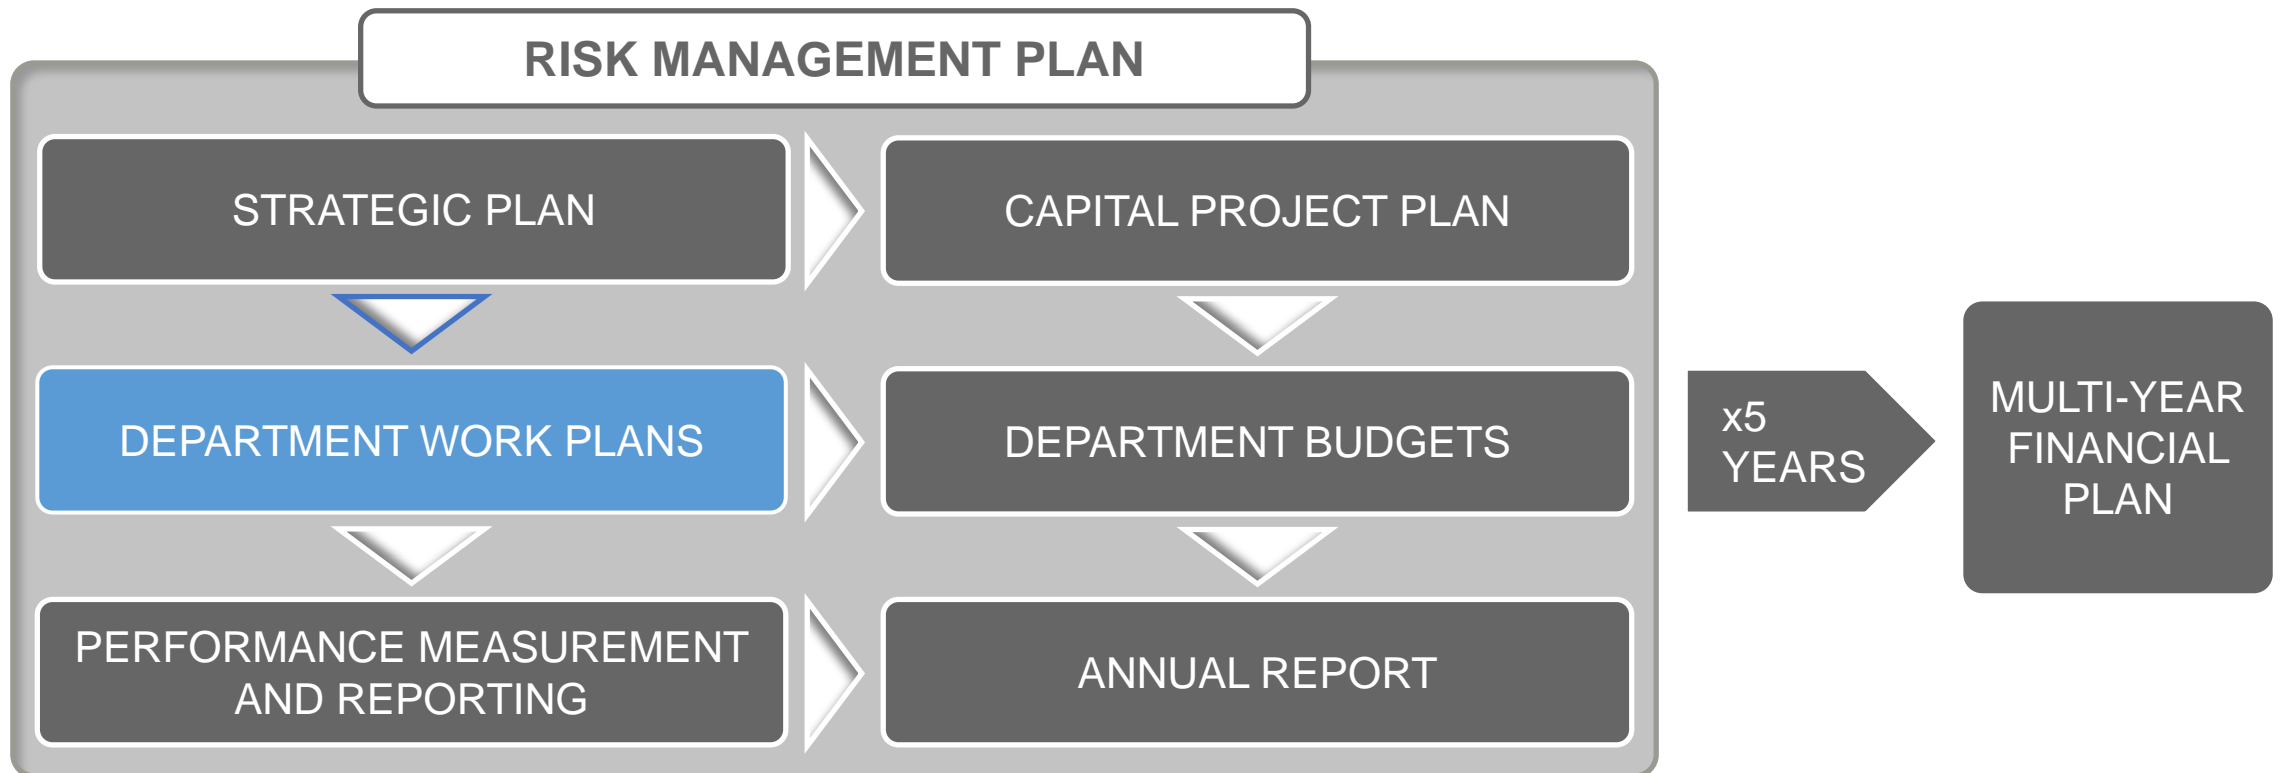 RISK MANAGEMENT PLAN
STRATEGIC PLAN
CAPITAL PROJECT PLAN
DEPARTMENT WORK PLANS
DEPARTMENT BUDGETS
PERFORMANCE MEASUREMENT
AND REPORTING
ANNUAL REPORT
x5
YEARS
MULTI-YEAR
FINANCIAL
PLAN